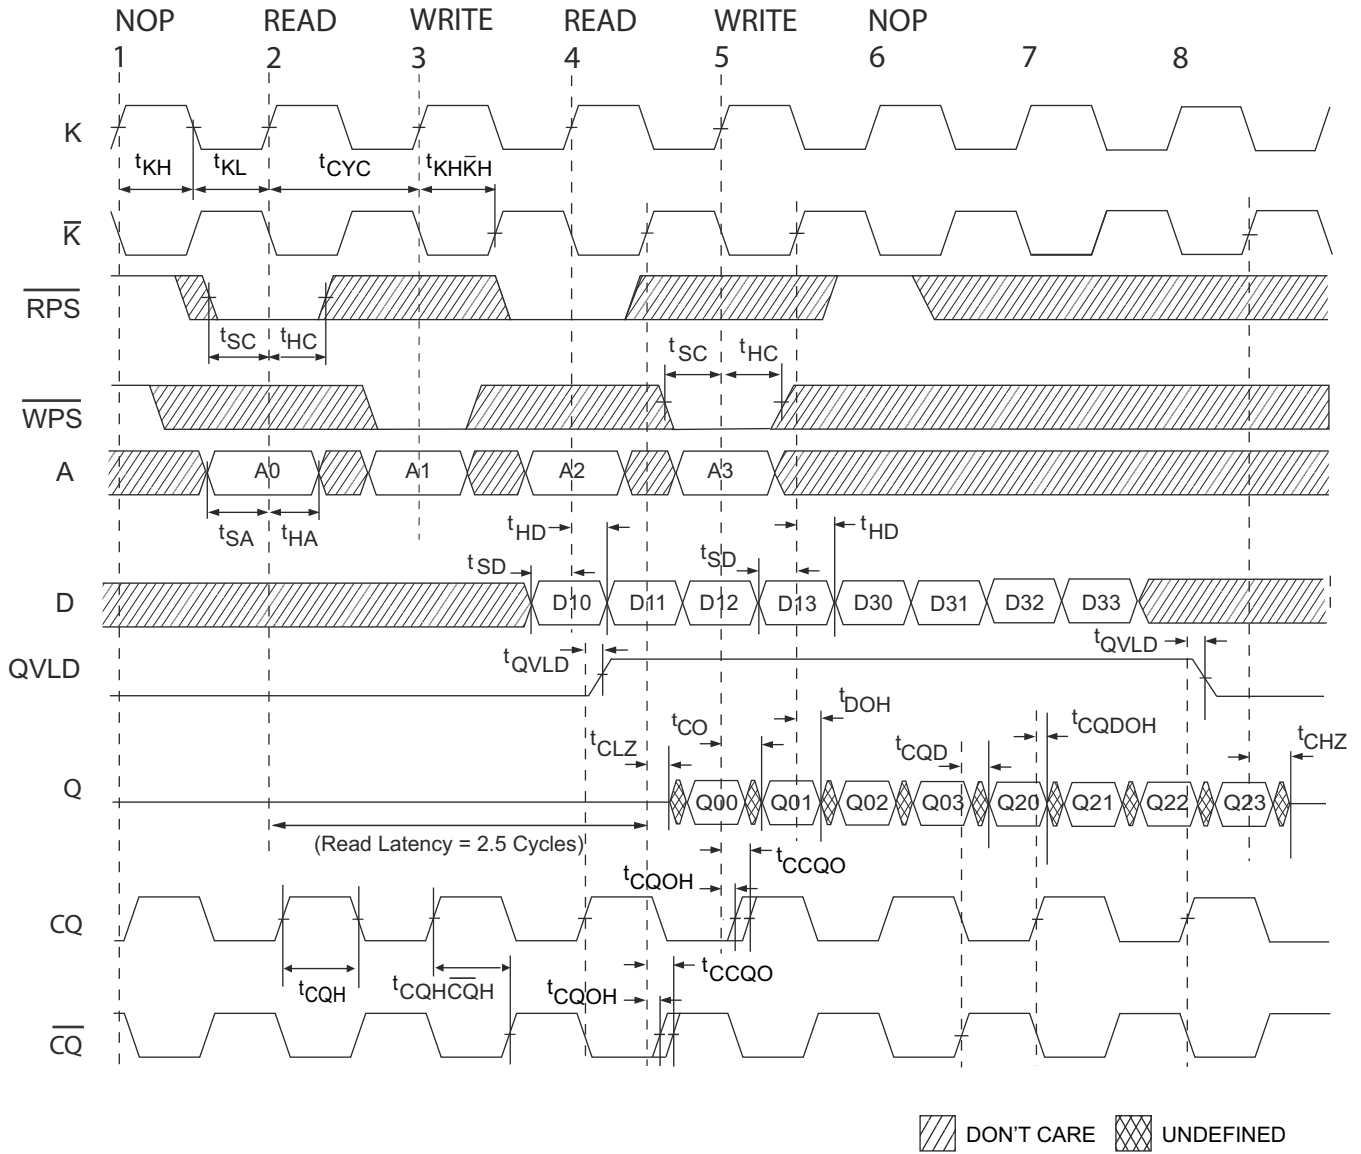 NOP READ WRITE READ WRITE NOP
1 2 3 4 5 6 7 8
K
tKH tKL tCYC tKHK̅H
K̅
R̅P̅S̅
tSC tHC tSC tHC
W̅P̅S̅
A A0 A1 A2 A3
tSA tHA tHD tHD
tSD tSD
D D10 D11 D12 D13 D30 D31 D32 D33
QVLD tQVLD tQVLD
tCLZ tCO tDOH tCQD tCQDOH tCHZ
Q Q00 Q01 Q02 Q03 Q20 Q21 Q22 Q23
(Read Latency = 2.5 Cycles)
tCQOH tCCQO
CQ
tCQH tCQHC̅Q̅H tCQOH tCCQO
C̅Q̅
DON'T CARE UNDEFINED